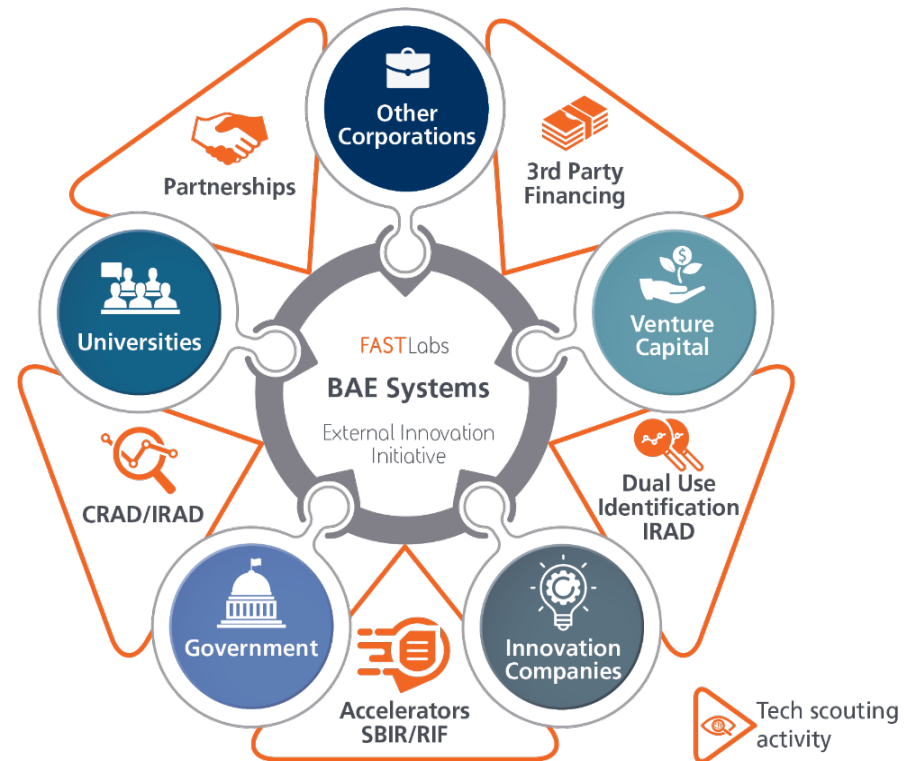 Other
Corporations
Partnerships
3rd Party
Financing
Universities
Venture
Capital
FASTLabs
BAE Systems
External Innovation
Initiative
CRAD/IRAD
Dual Use
Identification
IRAD
Government
Innovation
Companies
Accelerators
SBIR/RIF
Tech scouting
activity
$